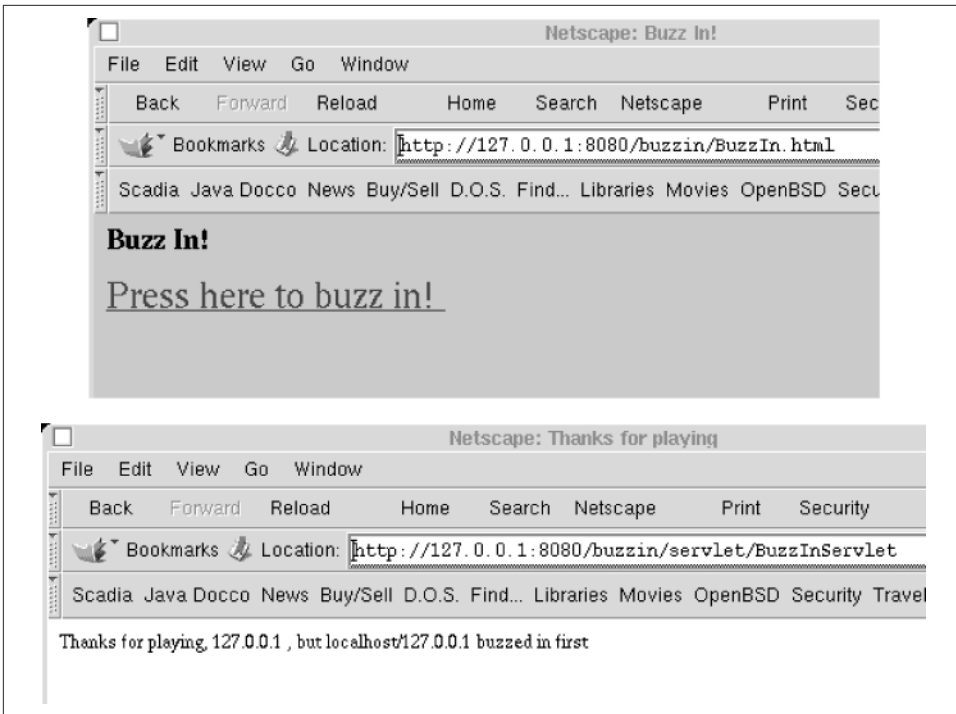 Netscape: Buzz In!
File Edit View Go Window
Back Forward Reload Home Search Netscape Print Sec
Bookmarks Location: http://127.0.0.1:8080/buzzin/BuzzIn.html
Scadia Java Docco News Buy/Sell D.O.S. Find... Libraries Movies OpenBSD Secu
Buzz In!
Press here to buzz in!
Netscape: Thanks for playing
File Edit View Go Window
Back Forward Reload Home Search Netscape Print Security
Bookmarks Location: http://127.0.0.1:8080/buzzin/servlet/BuzzInServlet
Scadia Java Docco News Buy/Sell D.O.S. Find... Libraries Movies OpenBSD Security Travel
Thanks for playing, 127.0.0.1 , but localhost/127.0.0.1 buzzed in first